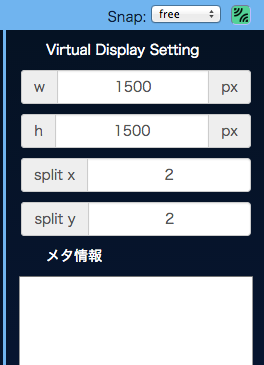 Snap: free
Virtual Display Setting
w 1500 px
h 1500 px
split x 2
split y 2
メタ情報